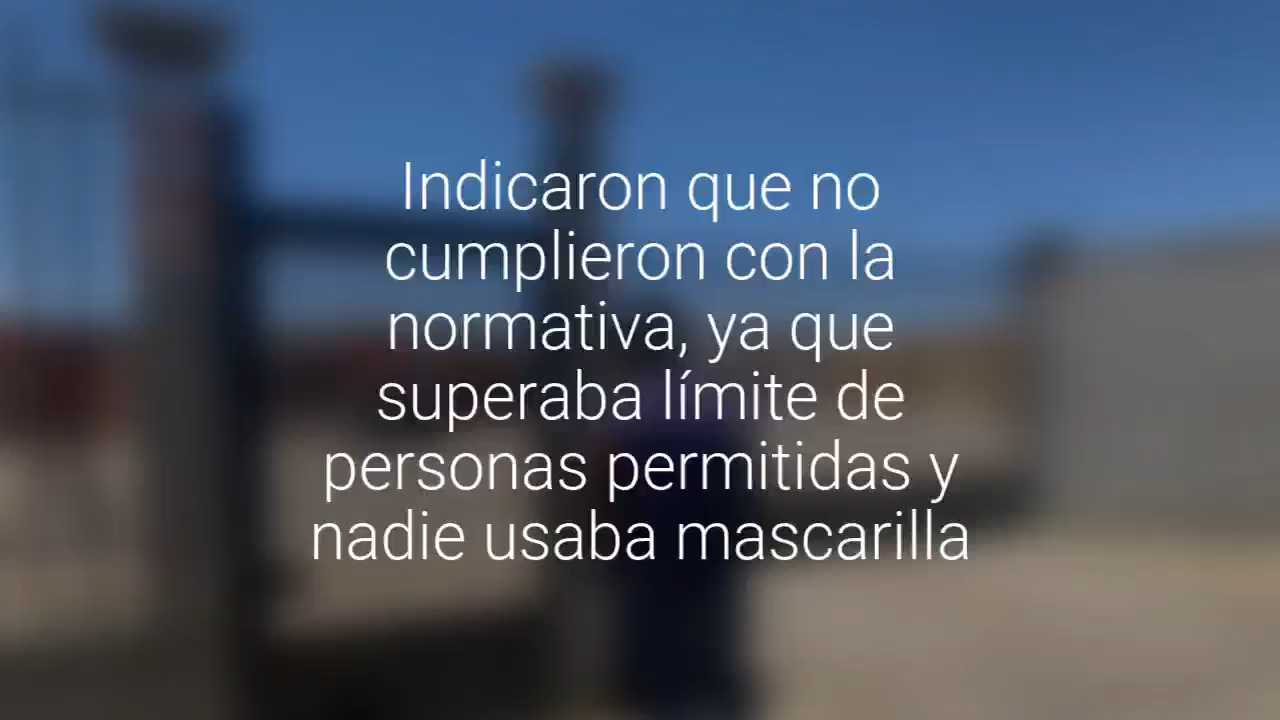 Indicaron que no
cumplieron con la
normativa, ya que
superaba límite de
personas permitidas y
nadie usaba mascarilla